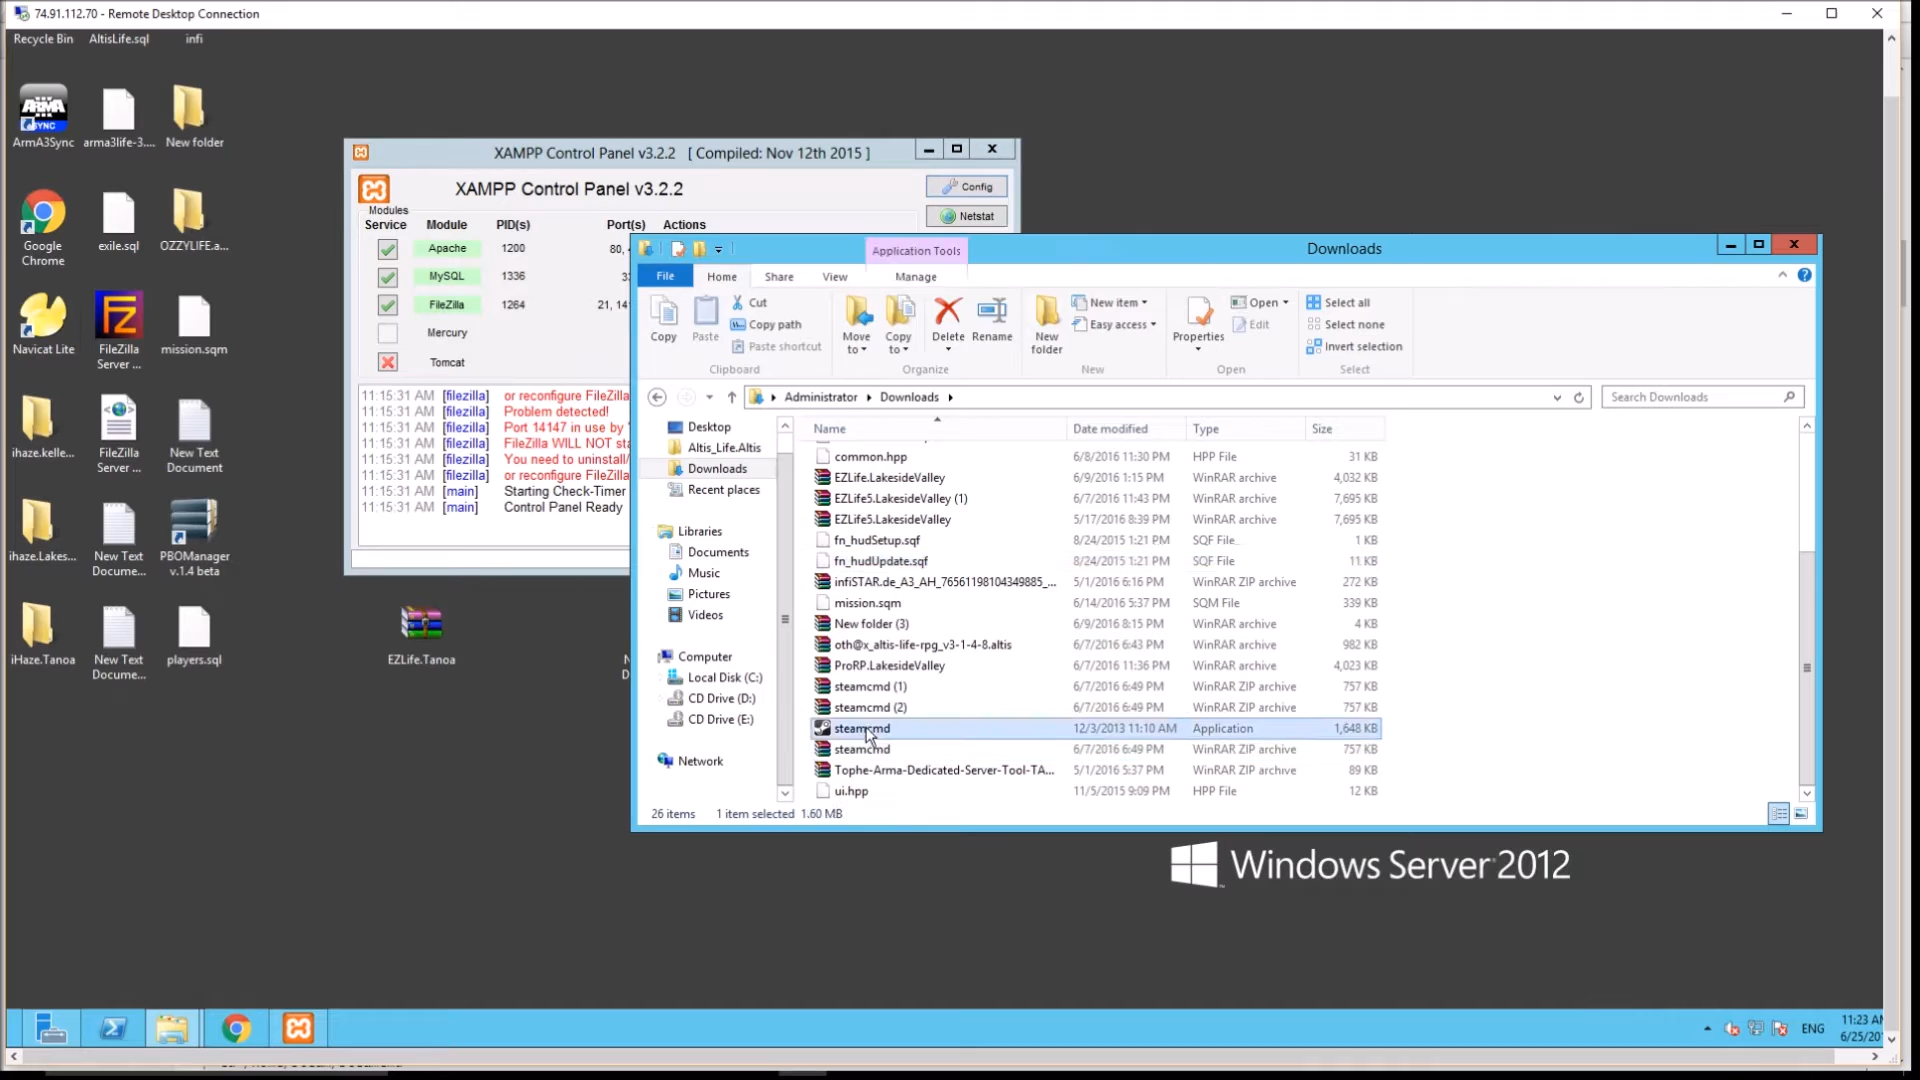 74.91.112.70 - Remote Desktop Connection
Recycle Bin
AltisLife.sql
infi
ArmA3Sync
arma3life-3....
New folder
Google
Chrome
exile.sql
OZZYLIFE.a...
Navicat Lite
FileZilla
Server ...
mission.sqm
ihaze.kelle...
FileZilla
Server ...
New Text
Document
ihaze.Lakes...
New Text
Docume...
PBOManager
v.1.4 beta
iHaze.Tanoa
New Text
Docume...
players.sql
EZLife.Tanoa
XAMPP Control Panel v3.2.2 [ Compiled: Nov 12th 2015 ]
XAMPP Control Panel v3.2.2
Config
Netstat
Modules
Service Module PID(s) Port(s) Actions
Apache 1200 80,
MySQL 1336
FileZilla 1264
Mercury
Tomcat
11:15:31 AM [filezilla] or reconfigure FileZilla
11:15:31 AM [filezilla] Problem detected!
11:15:31 AM [filezilla] Port 14147 in use by
11:15:31 AM [filezilla] FileZilla WILL NOT sta
11:15:31 AM [filezilla] You need to uninstall/
11:15:31 AM [filezilla] or reconfigure FileZilla
11:15:31 AM [main] Starting Check-Timer
11:15:31 AM [main] Control Panel Ready
Application Tools
Downloads
File Home Share View Manage
Copy
Paste
Cut
Copy path
Paste shortcut
Clipboard
Move
to
Copy
to
Delete
Rename
Organize
New
folder
New item
Easy access
New
Properties
Open
Edit
Open
Select all
Select none
Invert selection
Select
Administrator Downloads
Search Downloads
Desktop
Altis_Life.Altis
Downloads
Recent places
Libraries
Documents
Music
Pictures
Videos
Computer
Local Disk (C:)
CD Drive (D:)
CD Drive (E:)
Network
Name Date modified Type Size
common.hpp 6/8/2016 11:30 PM HPP File 31 KB
EZLife.LakesideValley 6/9/2016 1:15 PM WinRAR archive 4,032 KB
EZLife5.LakesideValley (1) 6/7/2016 11:43 PM WinRAR archive 7,695 KB
EZLife5.LakesideValley 5/17/2016 8:39 PM WinRAR archive 7,695 KB
fn_hudSetup.sqf 8/24/2015 1:21 PM SQF File 1 KB
fn_hudUpdate.sqf 8/24/2015 1:21 PM SQF File 11 KB
infiSTAR.de_A3_AH_76561198104349885_... 5/1/2016 6:16 PM WinRAR ZIP archive 272 KB
mission.sqm 6/14/2016 5:37 PM SQM File 339 KB
New folder (3) 6/9/2016 8:15 PM WinRAR archive 4 KB
oth@x_altis-life-rpg_v3-1-4-8.altis 6/7/2016 6:43 PM WinRAR archive 982 KB
ProRP.LakesideValley 6/7/2016 11:36 PM WinRAR archive 4,023 KB
steamcmd (1) 6/7/2016 6:49 PM WinRAR ZIP archive 757 KB
steamcmd (2) 6/7/2016 6:49 PM WinRAR ZIP archive 757 KB
steamcmd 12/3/2013 11:10 AM Application 1,648 KB
steamcmd 6/7/2016 6:49 PM WinRAR ZIP archive 757 KB
Tophe-Arma-Dedicated-Server-Tool-TA... 5/1/2016 5:37 PM WinRAR ZIP archive 89 KB
ui.hpp 11/5/2015 9:09 PM HPP File 12 KB
26 items 1 item selected 1.60 MB
Windows Server 2012
ENG
11:23 AM
6/25/20